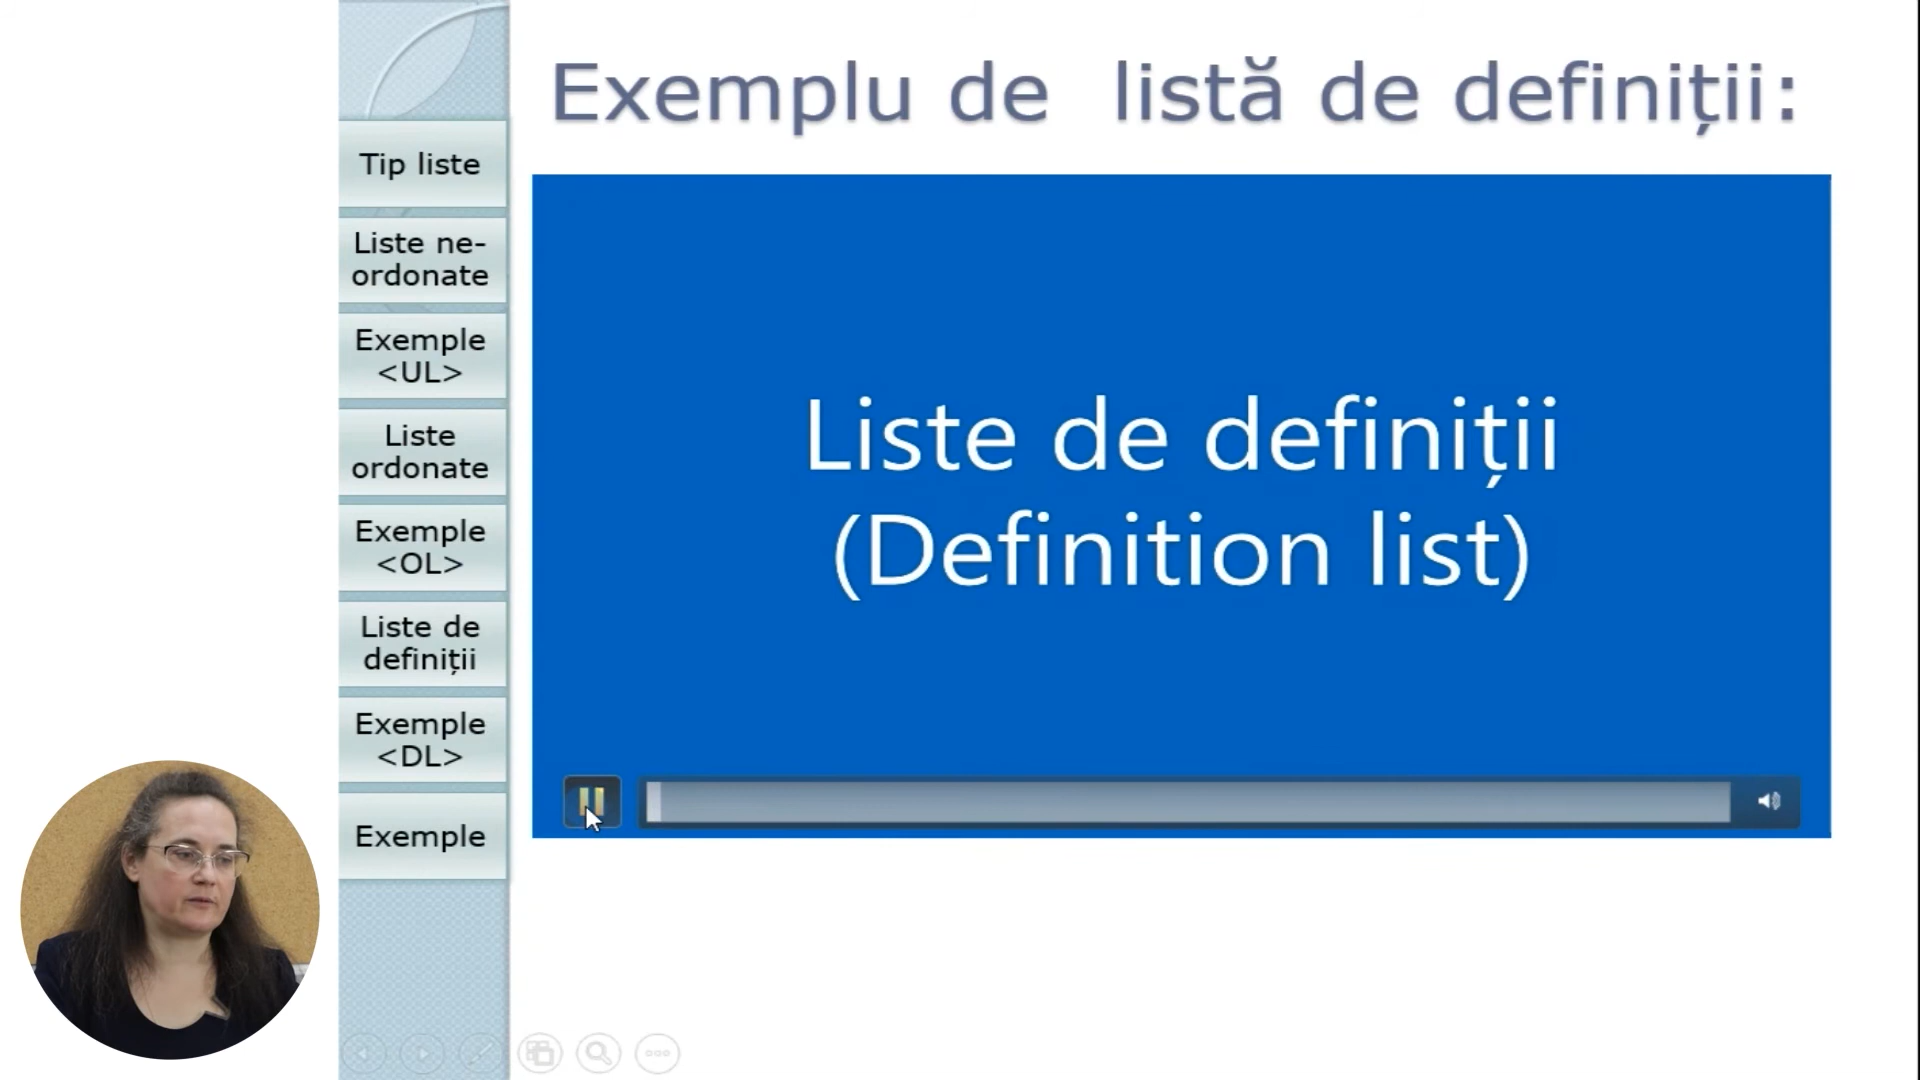 Exemplu de listă de definiții:
Tip liste
Liste ne-
ordonate
Exemple
<UL>
Liste
ordonate
Exemple
<OL>
Liste de
definiții
Exemple
<DL>
Exemple
Liste de definiții
(Definition list)